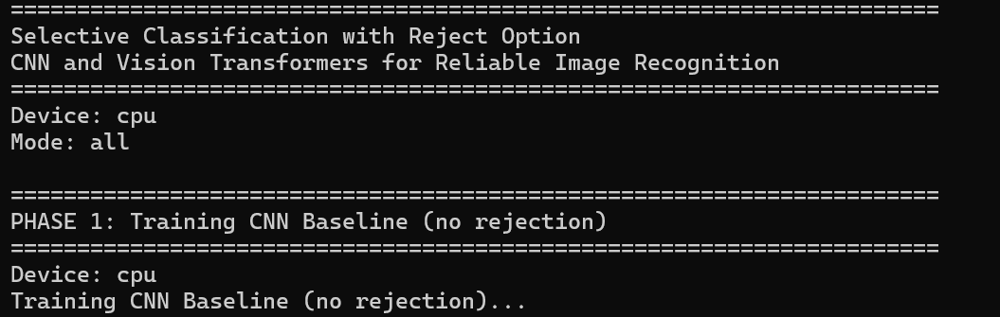 ======================================================================
Selective Classification with Reject Option
CNN and Vision Transformers for Reliable Image Recognition
======================================================================
Device: cpu
Mode: all

======================================================================
PHASE 1: Training CNN Baseline (no rejection)
======================================================================
Device: cpu
Training CNN Baseline (no rejection)...